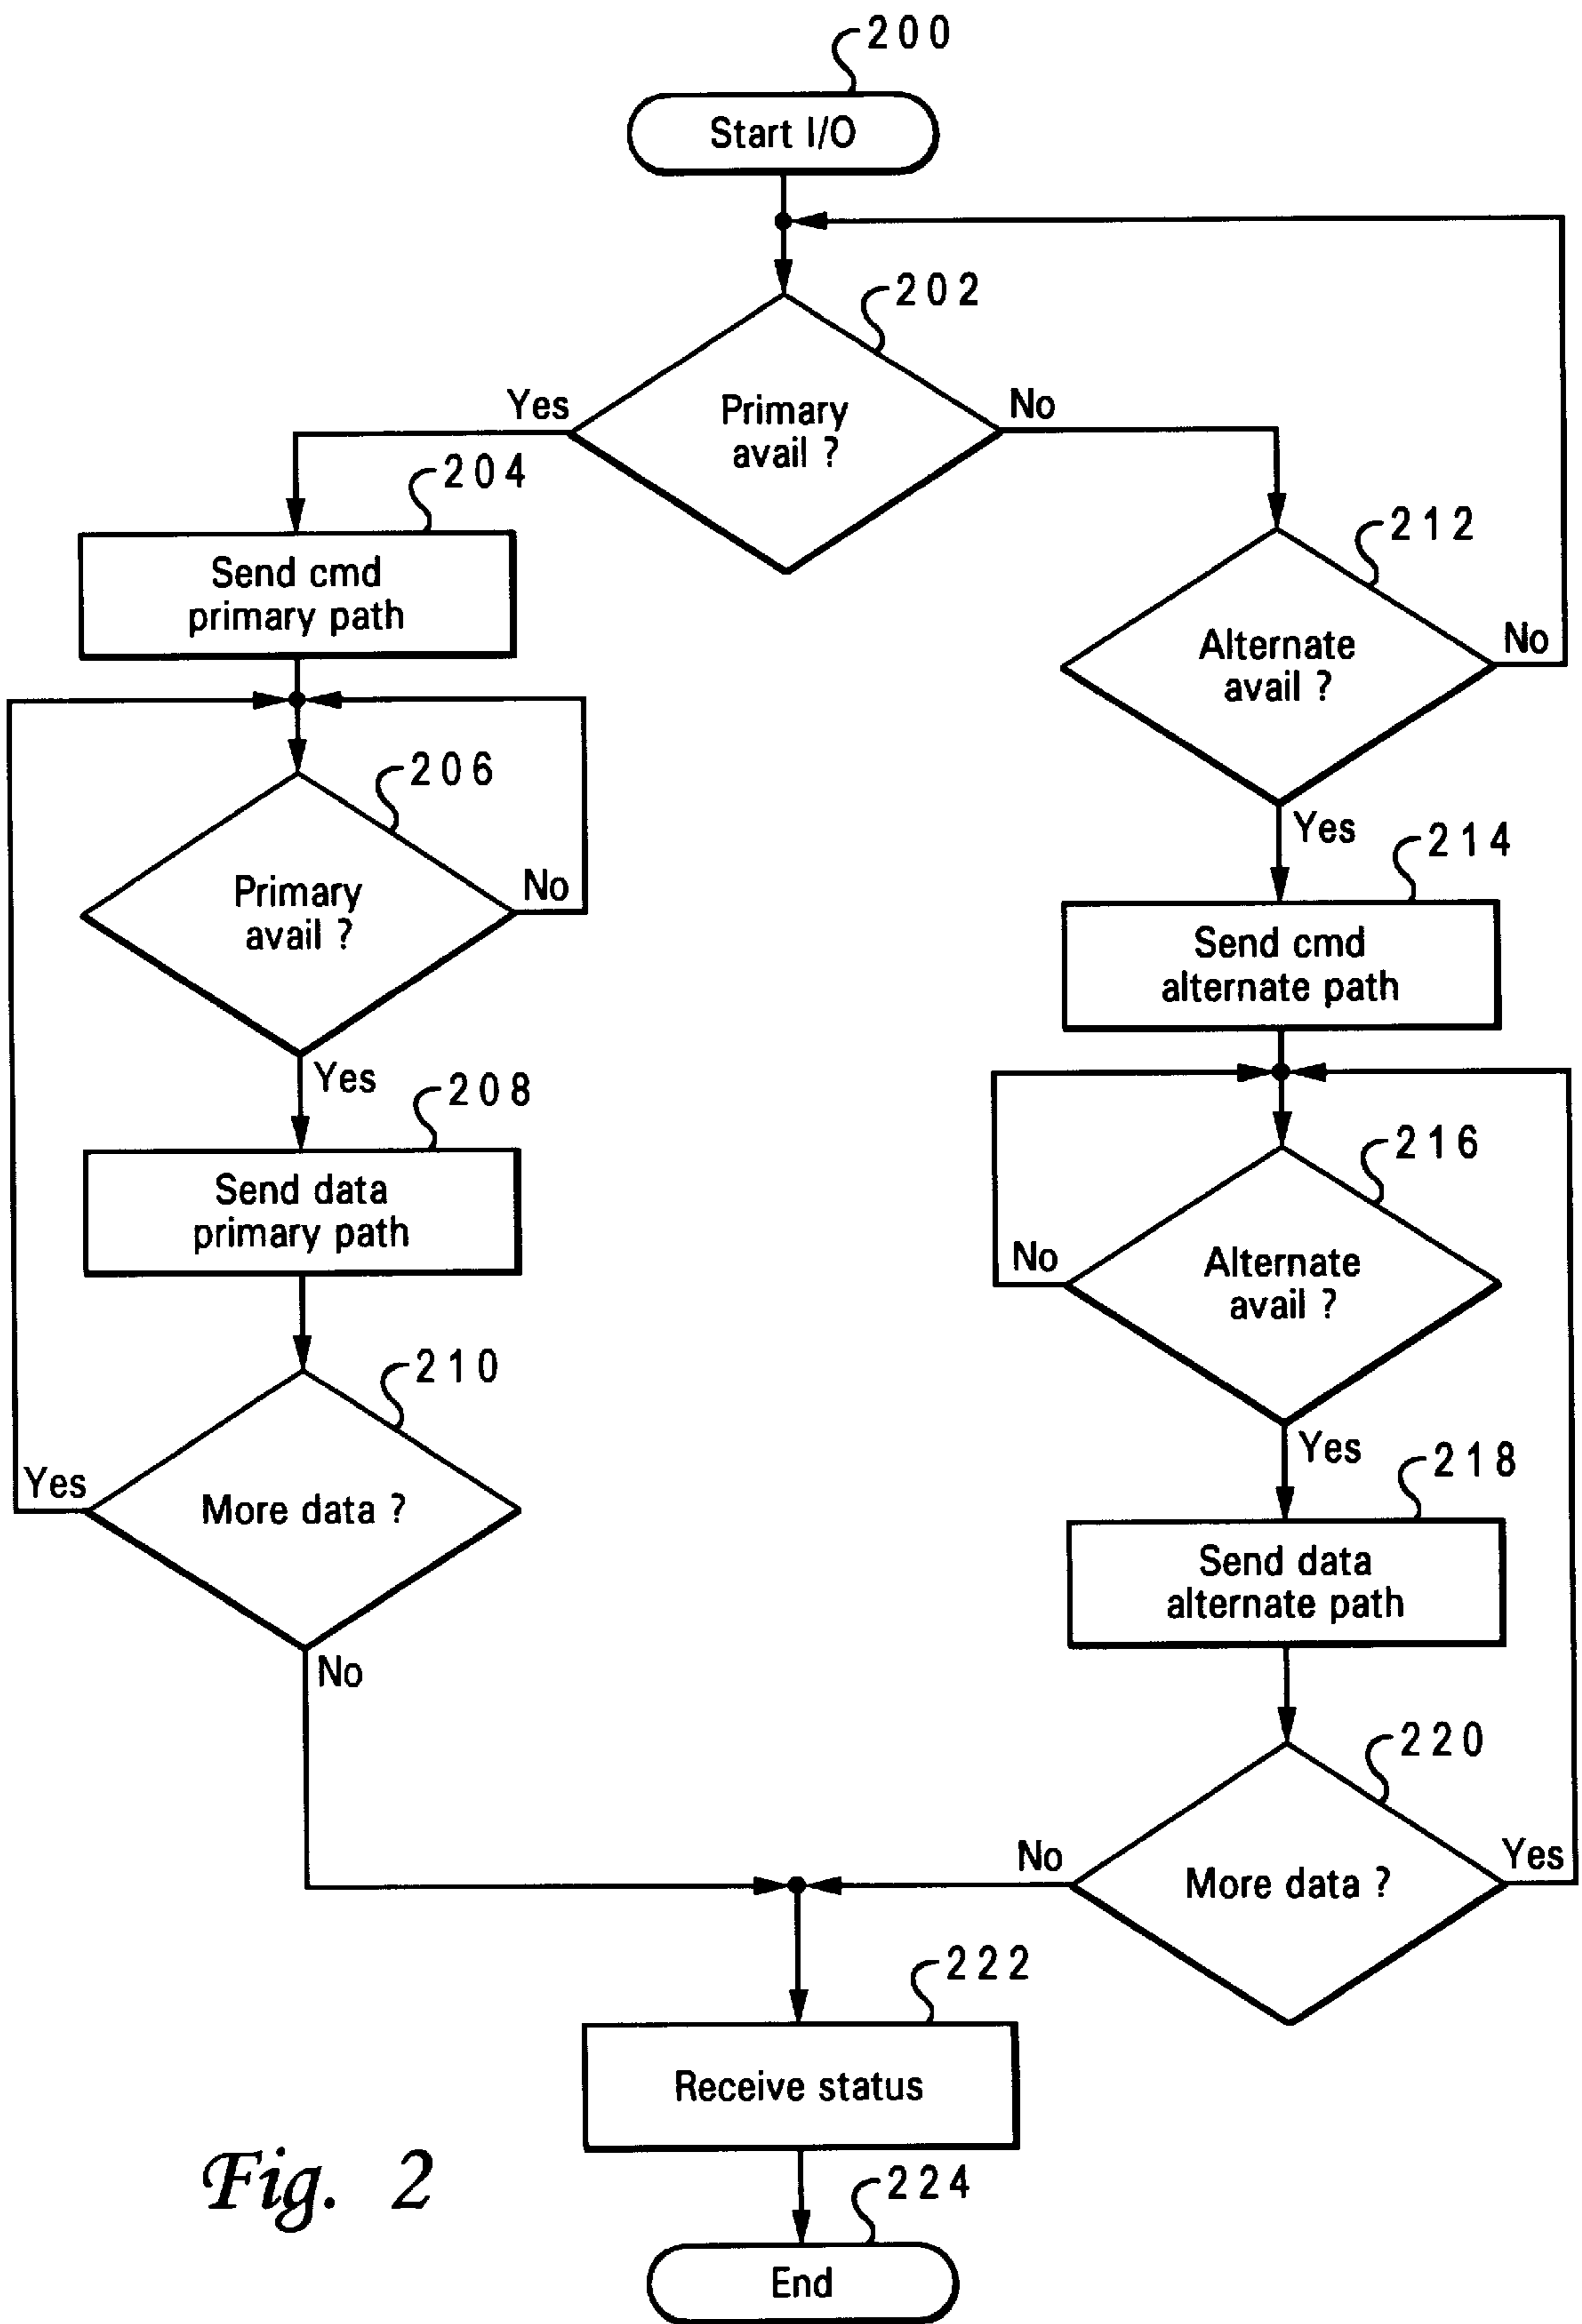 200
Start I/O
202
Yes
Primary
avail ?
No
204
Send cmd
primary path
212
Alternate
avail ?
No
206
Primary
avail ?
No
Yes
Yes
214
Send cmd
alternate path
208
Send data
primary path
216
No
Alternate
avail ?
210
Yes
More data ?
No
Yes
218
Send data
alternate path
220
No
More data ?
Yes
222
Receive status
224
End
Fig. 2